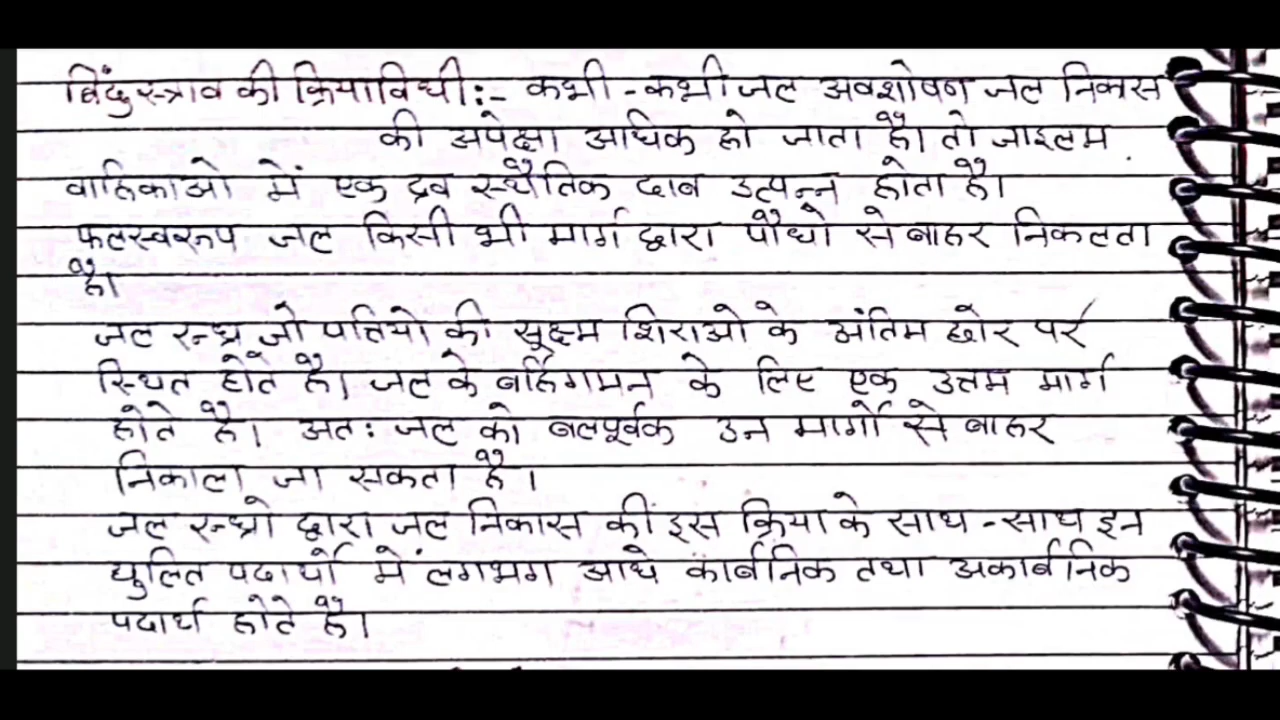 बिंदुस्त्राव की क्रियाविधी :- कभी-कभी जल अवशोषण जल निकास
की अपेक्षा अधिक हो जाता है। तो जाइलम
वाहिकाओ में एक द्रव स्थैतिक दाब उत्पन्न होता है।
फलस्वरूप जल किसी भी मार्ग द्वारा पौधो से बाहर निकलता
है।
जल रन्ध्र जो पत्तियो की सूक्ष्म शिराओ के अंतिम छोर पर
स्थित होते है। जल के बर्हिगमन के लिए एक उत्तम मार्ग
होते है। अतः जल को बलपूर्वक उन मार्गो से बाहर
निकाला जा सकता है।
जल रन्ध्रो द्वारा जल निकास की इस क्रिया के साथ-साथ इन
घुलित पदार्थो में लगभग आधे कार्बनिक तथा अकार्बनिक
पदार्थ होते है।